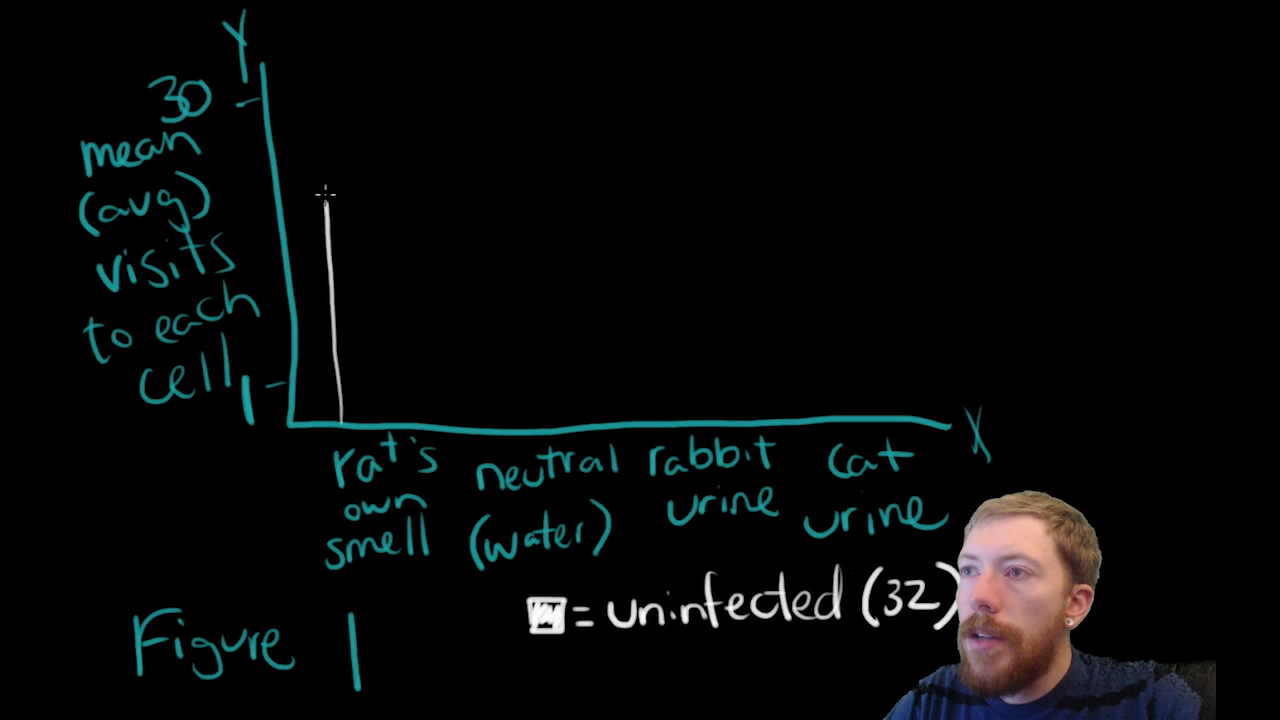 Y
30
mean
(avg)
visits
to each
cell
1
X
rat's
own
smell
neutral
(water)
rabbit
urine
cat
urine
= uninfected (32)
Figure 1